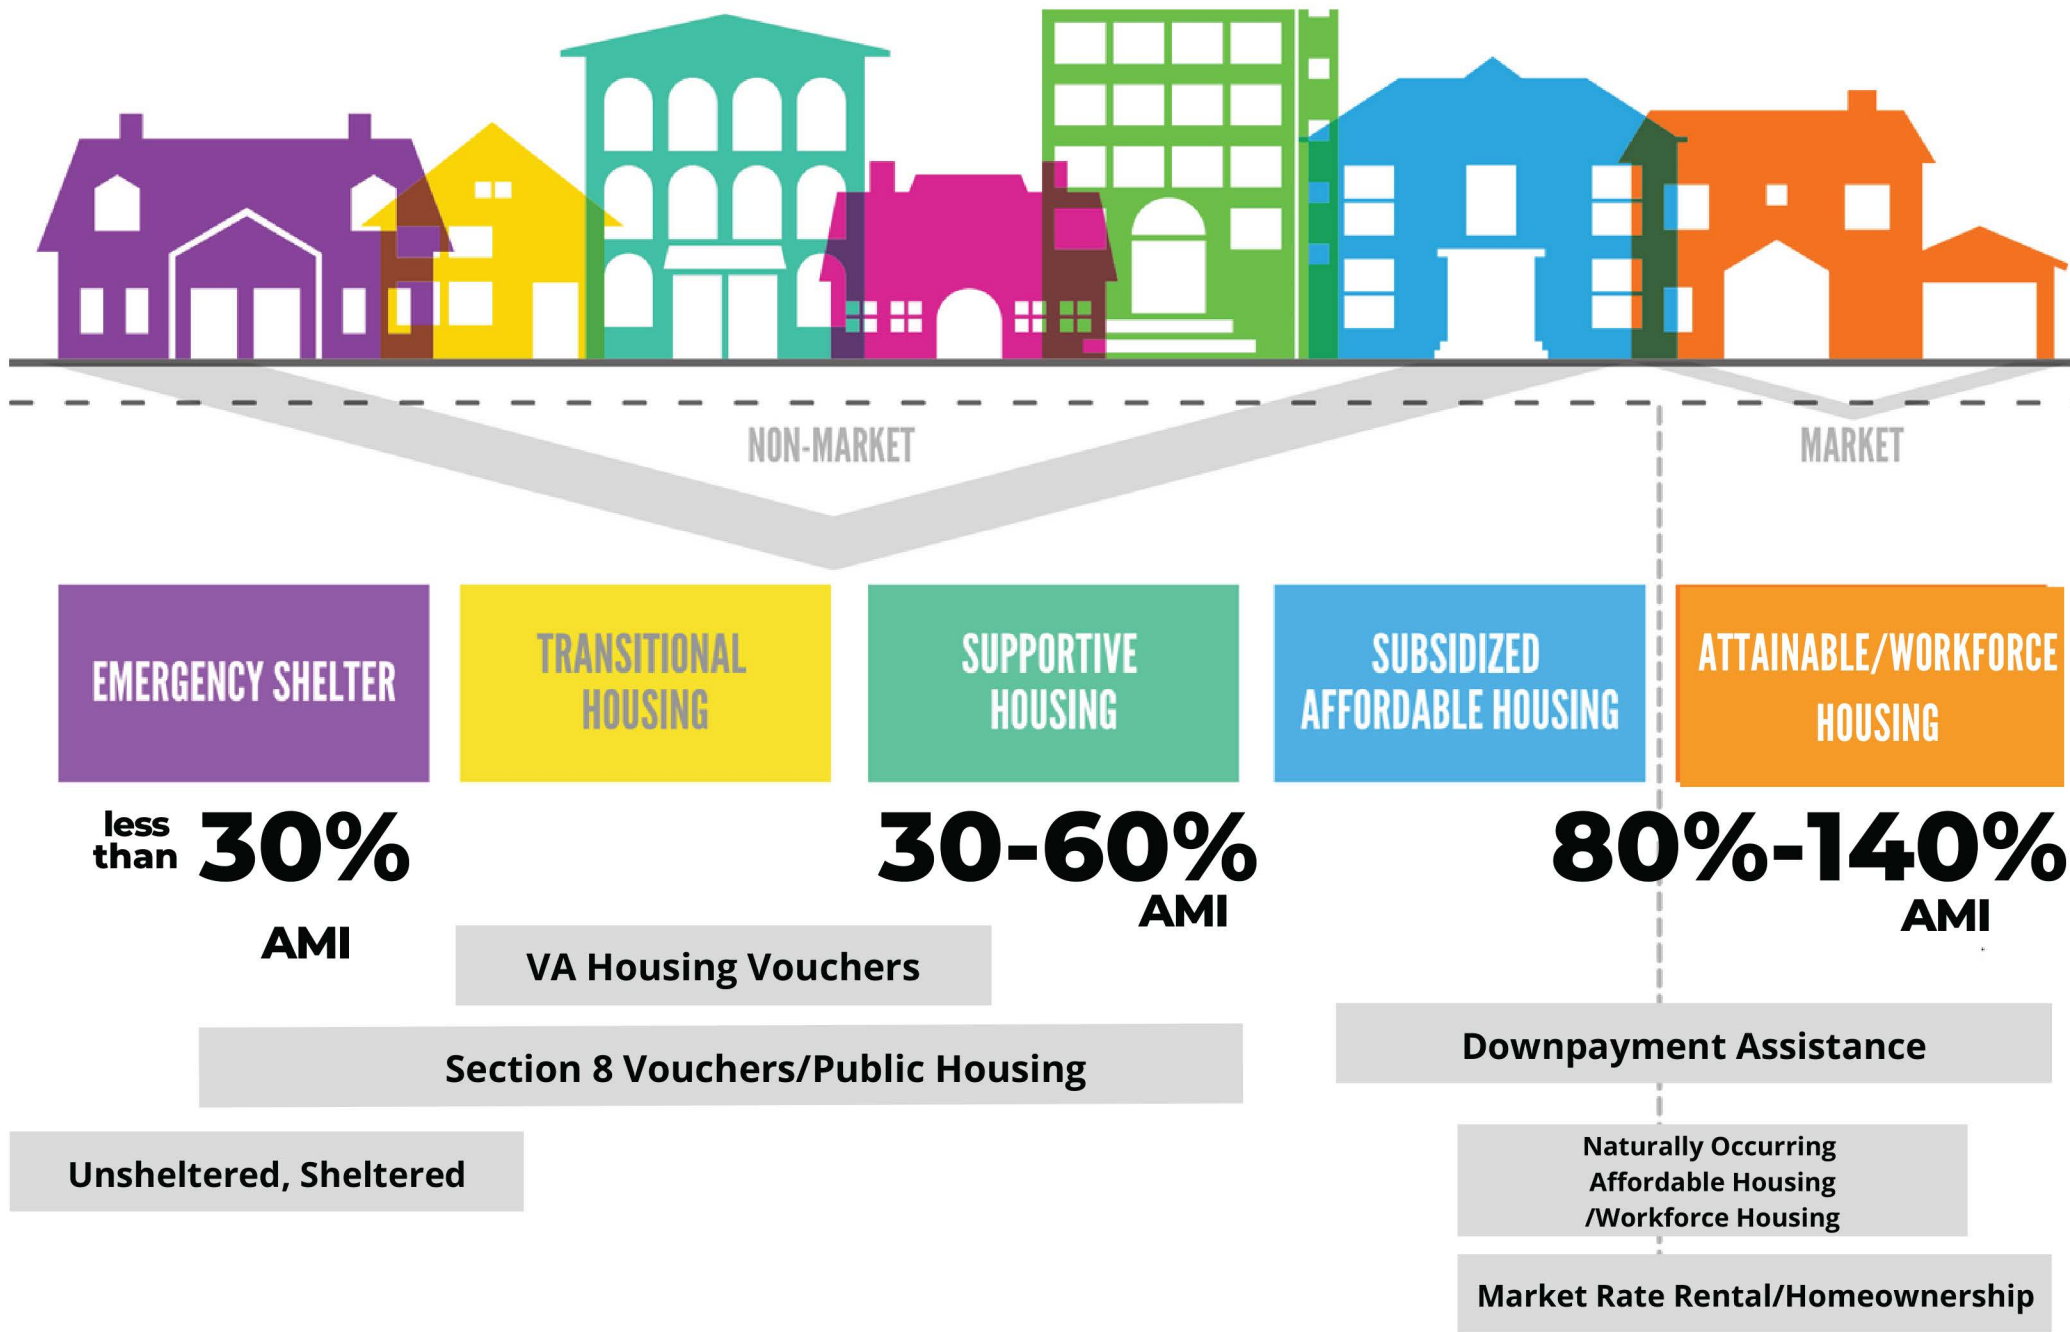 NON-MARKET
MARKET
EMERGENCY SHELTER
TRANSITIONAL
HOUSING
SUPPORTIVE
HOUSING
SUBSIDIZED
AFFORDABLE HOUSING
ATTAINABLE/WORKFORCE
HOUSING
less
than 30%
AMI
30-60%
AMI
80%-140%
AMI
VA Housing Vouchers
Section 8 Vouchers/Public Housing
Unsheltered, Sheltered
Downpayment Assistance
Naturally Occurring
Affordable Housing
/Workforce Housing
Market Rate Rental/Homeownership